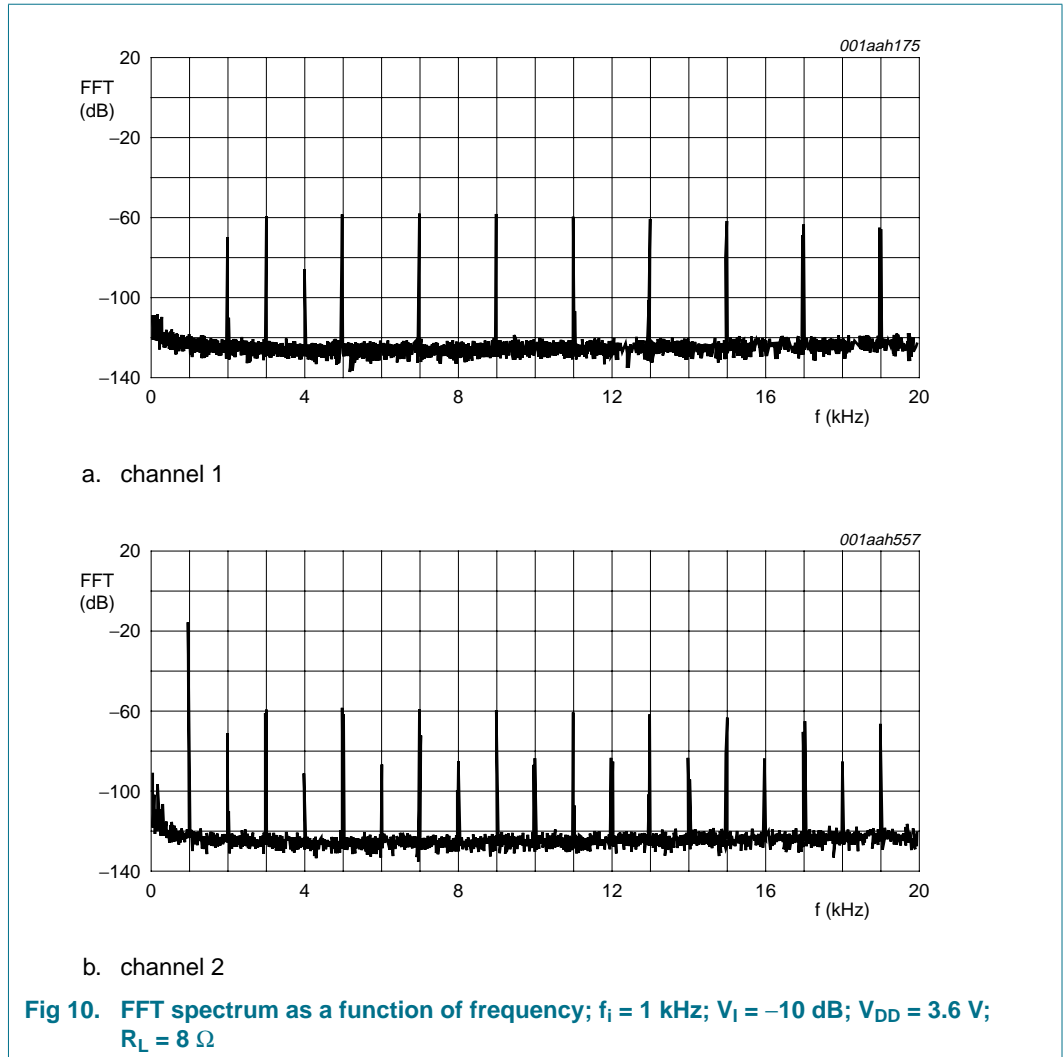 001aah175
20
FFT
(dB)
−20
−60
−100
−140
0 4 8 12 16 20
f (kHz)
a. channel 1
001aah557
20
FFT
(dB)
−20
−60
−100
−140
0 4 8 12 16 20
f (kHz)
b. channel 2
Fig 10. FFT spectrum as a function of frequency; fi = 1 kHz; VI = −10 dB; VDD = 3.6 V;
RL = 8 Ω